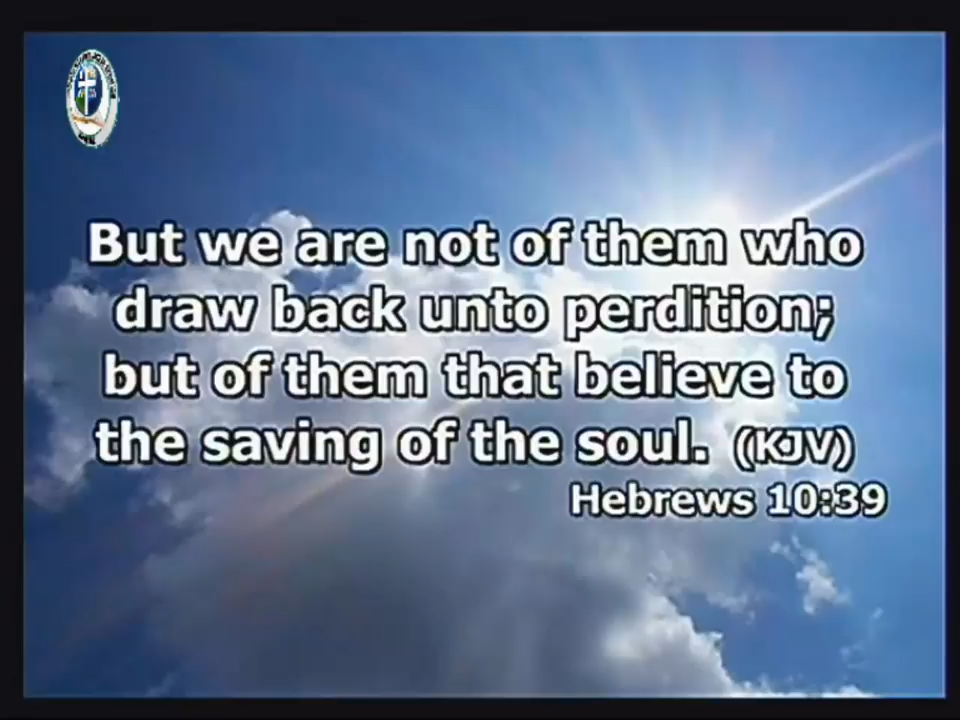 But we are not of them who
draw back unto perdition;
but of them that believe to
the saving of the soul. (KJV)
Hebrews 10:39